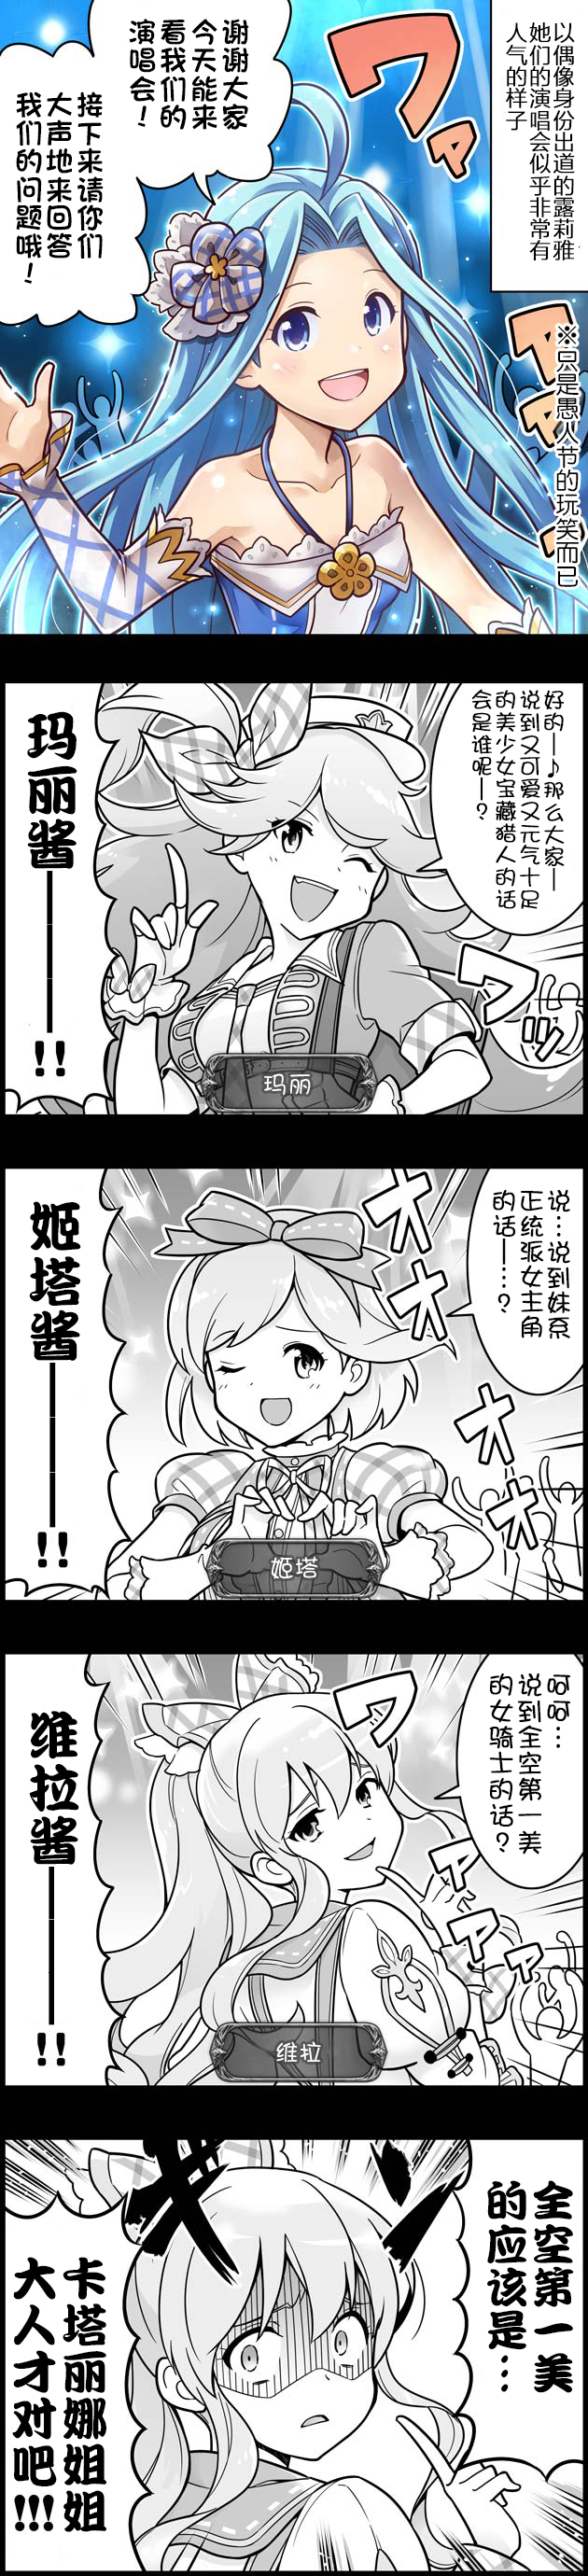 以偶像身份出道的露莉雅
她们的演唱会似乎非常有
人气的样子
ワァ
谢谢大家
今天能来
看我们的
演唱会！
接下来请你们
大声地来回答
我们的问题哦！
※只是愚人节的玩笑而已
アアア
好的—♪那么大家—
说到又可爱又元气十足
的美少女宝藏猎人的话
会是谁呢—？
ワッ
玛丽酱————!!
玛丽
说…说到妹系
正统派女主角
的话—…？
オオ
オオ
姬塔酱————!!
姬塔
呵呵…
说到全空第一美
的女骑士的话？
ワ
アアア
维拉酱————!!
维拉
全空第一美
的应该是…
卡塔丽娜姐姐
大人才对吧!!!